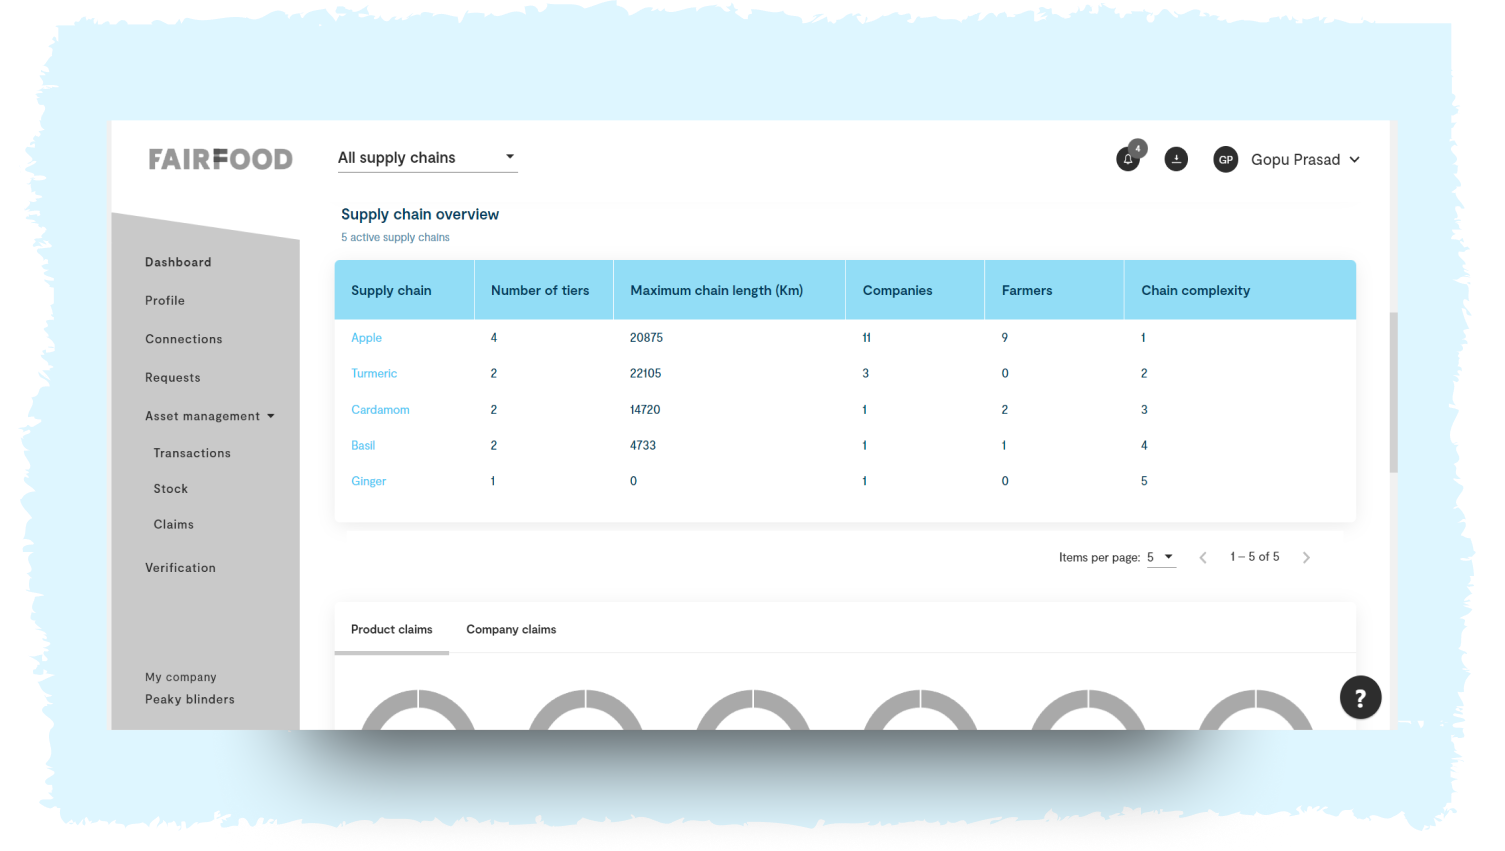 FAIRFOOD
All supply chains
4
GP
Gopu Prasad
Supply chain overview
5 active supply chains
Dashboard
Profile
Connections
Requests
Asset management
Transactions
Stock
Claims
Verification
My company
Peaky blinders
Supply chain Number of tiers Maximum chain length (Km) Companies Farmers Chain complexity
Apple 4 20875 11 9 1
Turmeric 2 22105 3 0 2
Cardamom 2 14720 1 2 3
Basil 2 4733 1 1 4
Ginger 1 0 1 0 5
Items per page: 5 1 – 5 of 5
Product claims Company claims
?